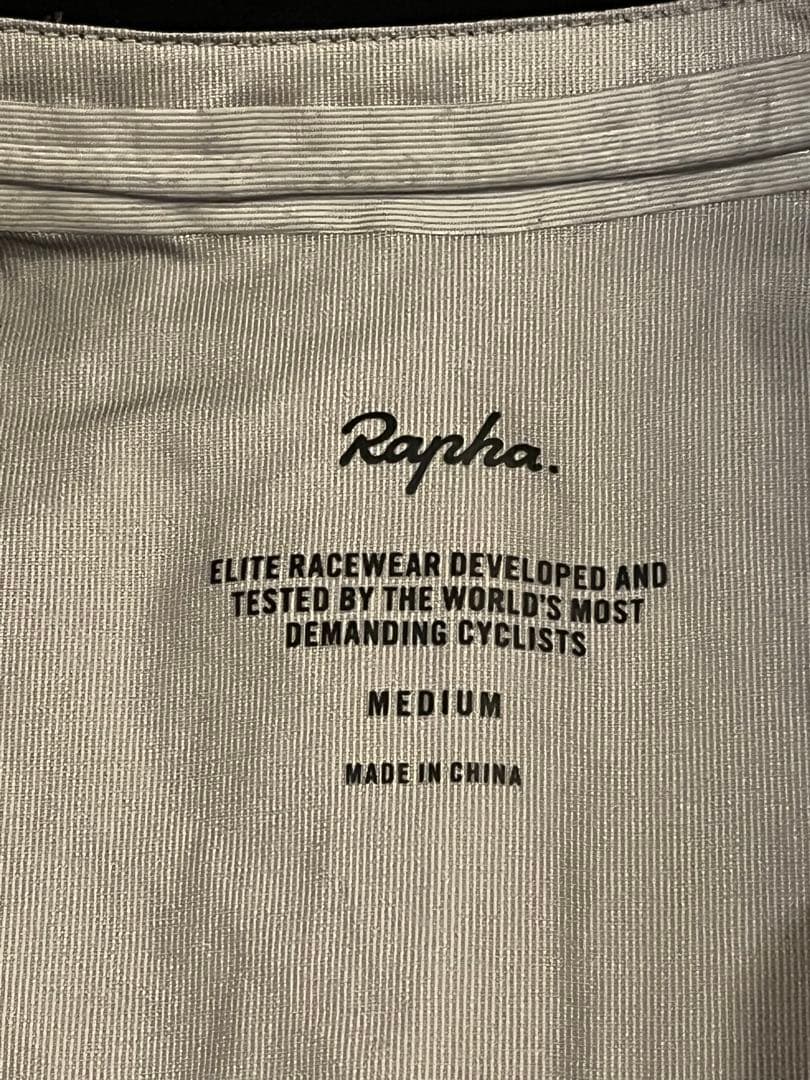 Rapha.
ELITE RACEWEAR DEVELOPED AND
TESTED BY THE WORLD'S MOST
DEMANDING CYCLISTS
MEDIUM
MADE IN CHINA